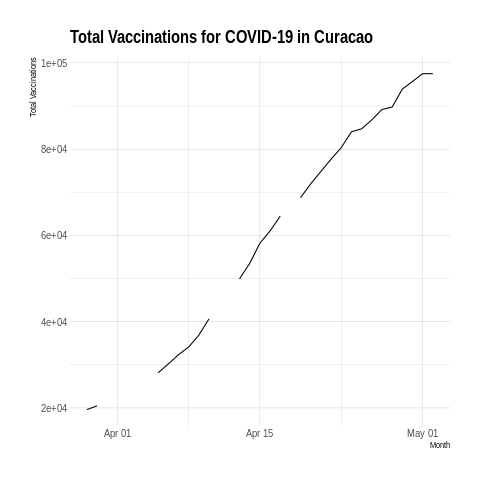 Total Vaccinations for COVID-19 in Curacao
Total Vaccinations
1e+05
8e+04
6e+04
4e+04
2e+04
Apr 01
Apr 15
May 01
Month